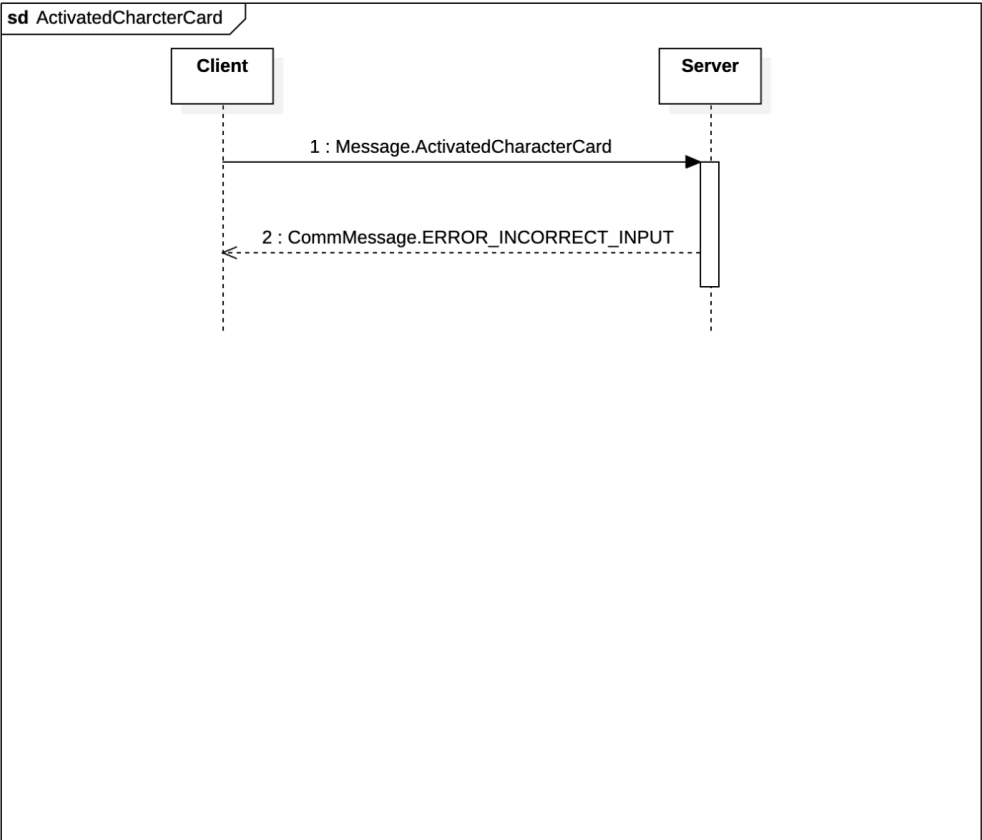 sd ActivatedCharcterCard
Client
Server
1 : Message.ActivatedCharacterCard
2 : CommMessage.ERROR_INCORRECT_INPUT